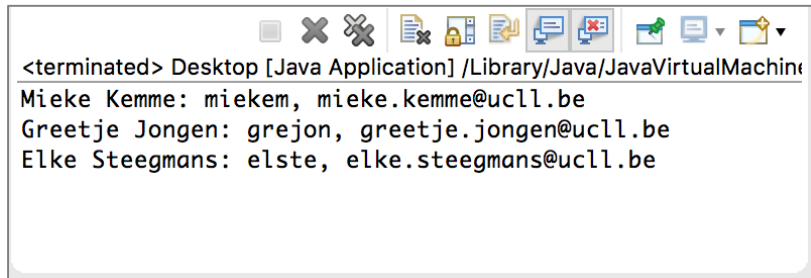 <terminated> Desktop [Java Application] /Library/Java/JavaVirtualMachine
Mieke Kemme: miekem, mieke.kemme@ucll.be
Greetje Jongen: grejon, greetje.jongen@ucll.be
Elke Steegmans: elste, elke.steegmans@ucll.be